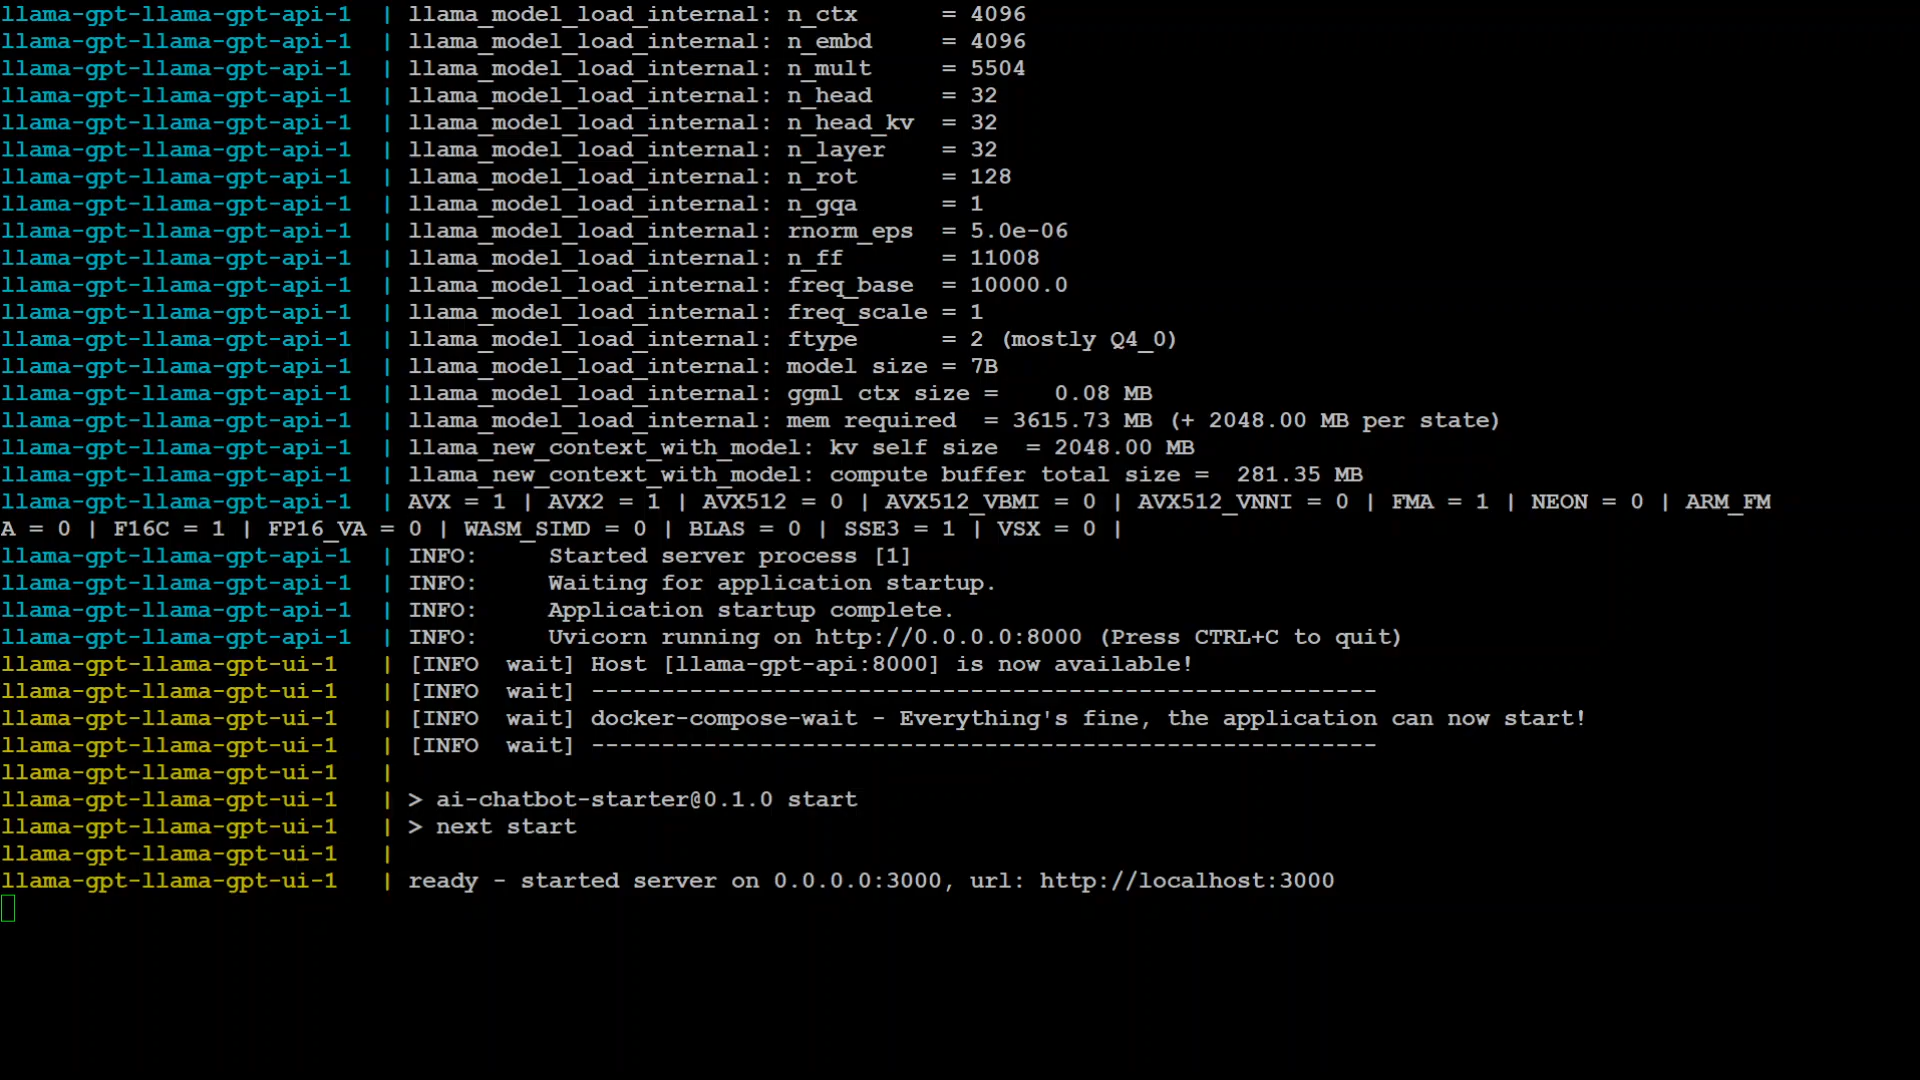 llama-gpt-llama-gpt-api-1  | llama_model_load_internal: n_ctx      = 4096
llama-gpt-llama-gpt-api-1  | llama_model_load_internal: n_embd     = 4096
llama-gpt-llama-gpt-api-1  | llama_model_load_internal: n_mult     = 5504
llama-gpt-llama-gpt-api-1  | llama_model_load_internal: n_head     = 32
llama-gpt-llama-gpt-api-1  | llama_model_load_internal: n_head_kv  = 32
llama-gpt-llama-gpt-api-1  | llama_model_load_internal: n_layer    = 32
llama-gpt-llama-gpt-api-1  | llama_model_load_internal: n_rot      = 128
llama-gpt-llama-gpt-api-1  | llama_model_load_internal: n_gqa      = 1
llama-gpt-llama-gpt-api-1  | llama_model_load_internal: rnorm_eps  = 5.0e-06
llama-gpt-llama-gpt-api-1  | llama_model_load_internal: n_ff       = 11008
llama-gpt-llama-gpt-api-1  | llama_model_load_internal: freq_base  = 10000.0
llama-gpt-llama-gpt-api-1  | llama_model_load_internal: freq_scale = 1
llama-gpt-llama-gpt-api-1  | llama_model_load_internal: ftype      = 2 (mostly Q4_0)
llama-gpt-llama-gpt-api-1  | llama_model_load_internal: model size = 7B
llama-gpt-llama-gpt-api-1  | llama_model_load_internal: ggml ctx size =    0.08 MB
llama-gpt-llama-gpt-api-1  | llama_model_load_internal: mem required  = 3615.73 MB (+ 2048.00 MB per state)
llama-gpt-llama-gpt-api-1  | llama_new_context_with_model: kv self size  = 2048.00 MB
llama-gpt-llama-gpt-api-1  | llama_new_context_with_model: compute buffer total size =  281.35 MB
llama-gpt-llama-gpt-api-1  | AVX = 1 | AVX2 = 1 | AVX512 = 0 | AVX512_VBMI = 0 | AVX512_VNNI = 0 | FMA = 1 | NEON = 0 | ARM_FM
A = 0 | F16C = 1 | FP16_VA = 0 | WASM_SIMD = 0 | BLAS = 0 | SSE3 = 1 | VSX = 0 |
llama-gpt-llama-gpt-api-1  | INFO:     Started server process [1]
llama-gpt-llama-gpt-api-1  | INFO:     Waiting for application startup.
llama-gpt-llama-gpt-api-1  | INFO:     Application startup complete.
llama-gpt-llama-gpt-api-1  | INFO:     Uvicorn running on http://0.0.0.0:8000 (Press CTRL+C to quit)
llama-gpt-llama-gpt-ui-1   | [INFO  wait] Host [llama-gpt-api:8000] is now available!
llama-gpt-llama-gpt-ui-1   | [INFO  wait] --------------------------------------------------------
llama-gpt-llama-gpt-ui-1   | [INFO  wait] docker-compose-wait - Everything's fine, the application can now start!
llama-gpt-llama-gpt-ui-1   | [INFO  wait] --------------------------------------------------------
llama-gpt-llama-gpt-ui-1   |
llama-gpt-llama-gpt-ui-1   | > ai-chatbot-starter@0.1.0 start
llama-gpt-llama-gpt-ui-1   | > next start
llama-gpt-llama-gpt-ui-1   |
llama-gpt-llama-gpt-ui-1   | ready - started server on 0.0.0.0:3000, url: http://localhost:3000